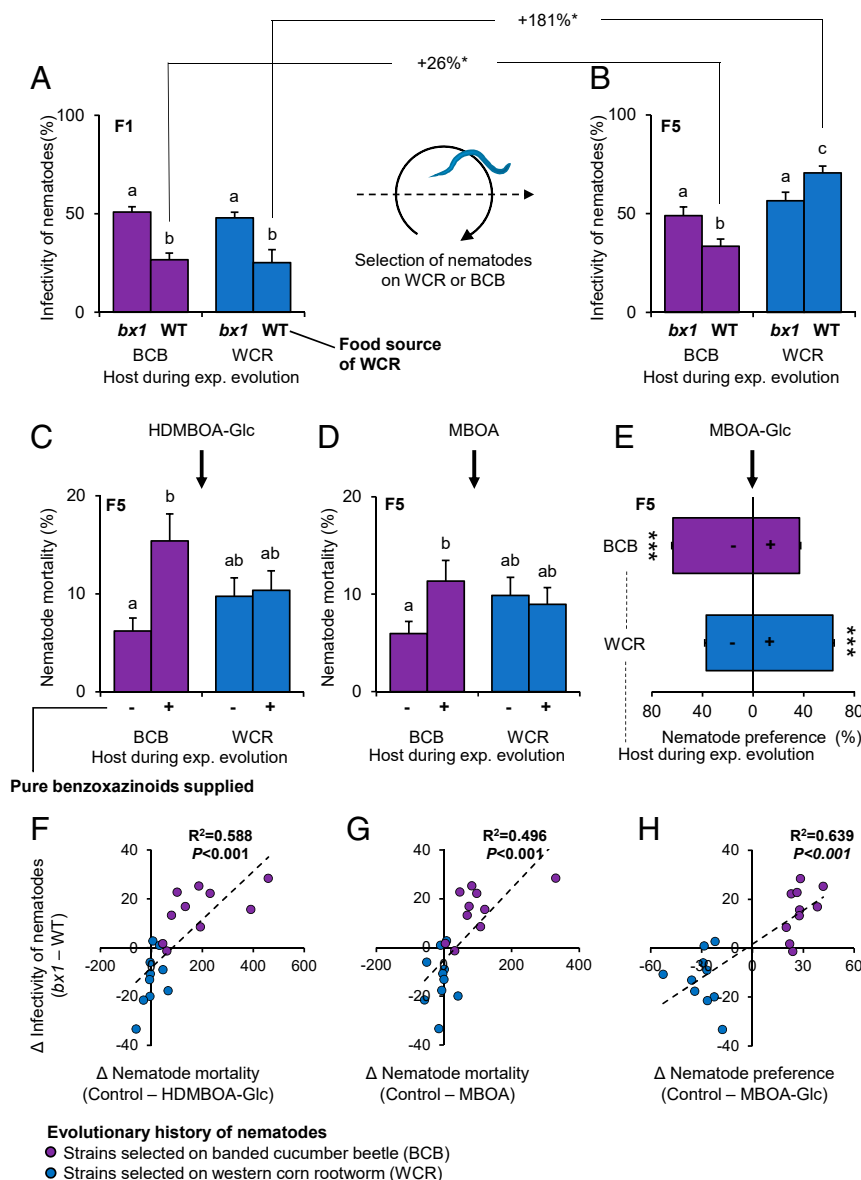 +181%*
+26%*
A
B
Infectivity of nematodes(%)
100
50
0
F1
a
b
a
b
bx1 WT bx1 WT
BCB WCR
Host during exp. evolution
Food source
of WCR
Selection of nematodes
on WCR or BCB
Infectivity of nematodes(%)
100
50
0
F5
a
b
a
c
bx1 WT bx1 WT
BCB WCR
Host during exp. evolution
C
HDMBOA-Glc
Nematode mortality (%)
20
10
0
F5
a
b
ab
ab
- + - +
BCB WCR
Host during exp. evolution
Pure benzoxazinoids supplied
D
MBOA
Nematode mortality (%)
20
10
0
F5
a
b
ab
ab
- + - +
BCB WCR
Host during exp. evolution
E
MBOA-Glc
F5
BCB
***
- +
WCR
- +
***
80 40 0 40 80
Nematode preference (%)
Host during exp. evolution
F
R²=0.588
P<0.001
Δ Infectivity of nematodes
(bx1 – WT)
40
20
0
-20
-40
-200 0 200 400 600
Δ Nematode mortality
(Control – HDMBOA-Glc)
G
R²=0.496
P<0.001
40
20
0
-20
-40
-200 0 200 400
Δ Nematode mortality
(Control – MBOA)
H
R²=0.639
P<0.001
40
20
0
-20
-40
-60 -30 0 30 60
Δ Nematode preference
(Control – MBOA-Glc)
Evolutionary history of nematodes
Strains selected on banded cucumber beetle (BCB)
Strains selected on western corn rootworm (WCR)